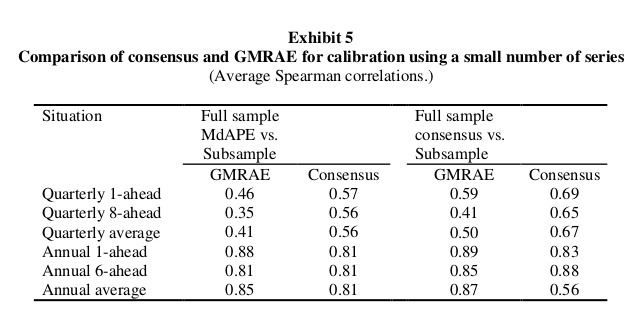 Exhibit 5
Comparison of consensus and GMRAE for calibration using a small number of series
(Average Spearman correlations.)
Situation Full sample Full sample
MdAPE vs. consensus vs.
Subsample Subsample
GMRAE Consensus GMRAE Consensus
Quarterly 1-ahead 0.46 0.57 0.59 0.69
Quarterly 8-ahead 0.35 0.56 0.41 0.65
Quarterly average 0.41 0.56 0.50 0.67
Annual 1-ahead 0.88 0.81 0.89 0.83
Annual 6-ahead 0.81 0.81 0.85 0.88
Annual average 0.85 0.81 0.87 0.56